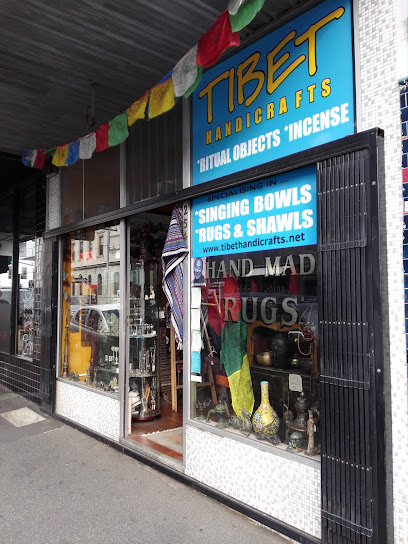 TIBET
HANDICRAFTS
*RITUAL OBJECTS *INCENSE
SPECIALISING IN ...
*SINGING BOWLS
*RUGS & SHAWLS
www.tibethandicrafts.net
HAND MAD
RUGS